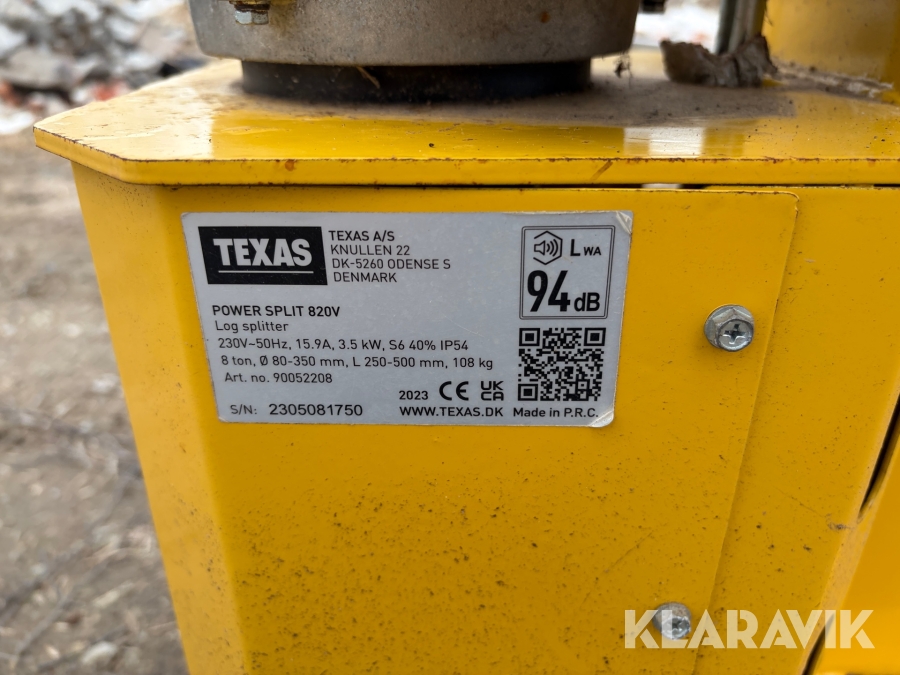 TEXAS
TEXAS A/S
KNULLEN 22
DK-5260 ODENSE S
DENMARK
LWA
94 dB
POWER SPLIT 820V
Log splitter
230V~50Hz, 15.9A, 3.5 kW, S6 40% IP54
8 ton, Ø 80-350 mm, L 250-500 mm, 108 kg
Art. no. 90052208
2023 CE UK CA
S/N: 2305081750
WWW.TEXAS.DK Made in P.R.C.
KLARAVIK